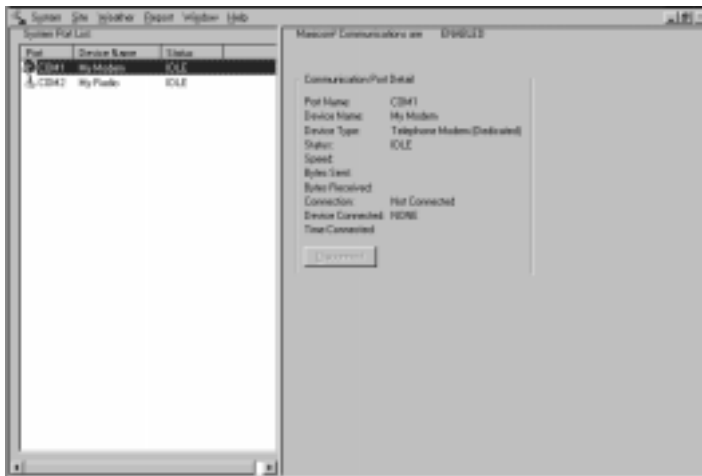 System Site Weather Export Window Help
System Port List
Port Device Name Status
COM1 My Modem IDLE
COM2 My Radio IDLE
Communications are ENABLED
Communication Port Detail
Port Name: COM1
Device Name: My Modem
Device Type: Telephone Modem (Dedicated)
Status: IDLE
Speed:
Bytes Sent:
Bytes Received:
Connection: Not Connected
Device Connected: NONE
Time Connected:
Disconnect